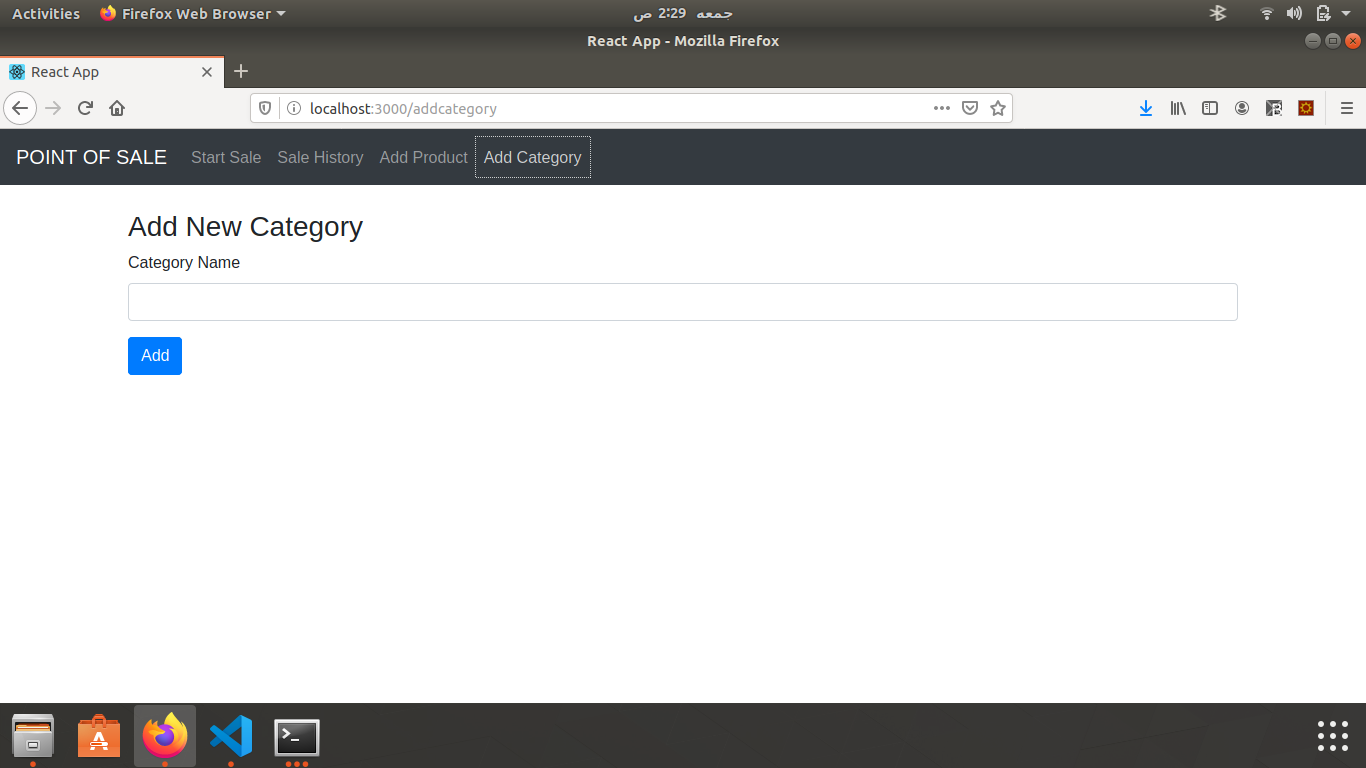 Activities Firefox Web Browser جمعه 2:29 ص
React App - Mozilla Firefox
React App
localhost:3000/addcategory
POINT OF SALE Start Sale Sale History Add Product Add Category
Add New Category
Category Name
Add